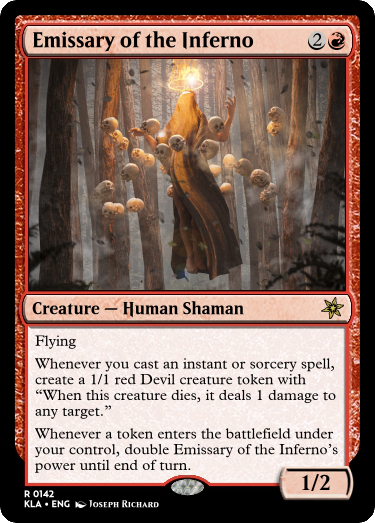 Emissary of the Inferno 2
Creature — Human Shaman
Flying
Whenever you cast an instant or sorcery spell,
create a 1/1 red Devil creature token with
“When this creature dies, it deals 1 damage to
any target.”
Whenever a token enters the battlefield under
your control, double Emissary of the Inferno’s
power until end of turn.
1/2
R 0142
KLA • ENG Joseph Richard